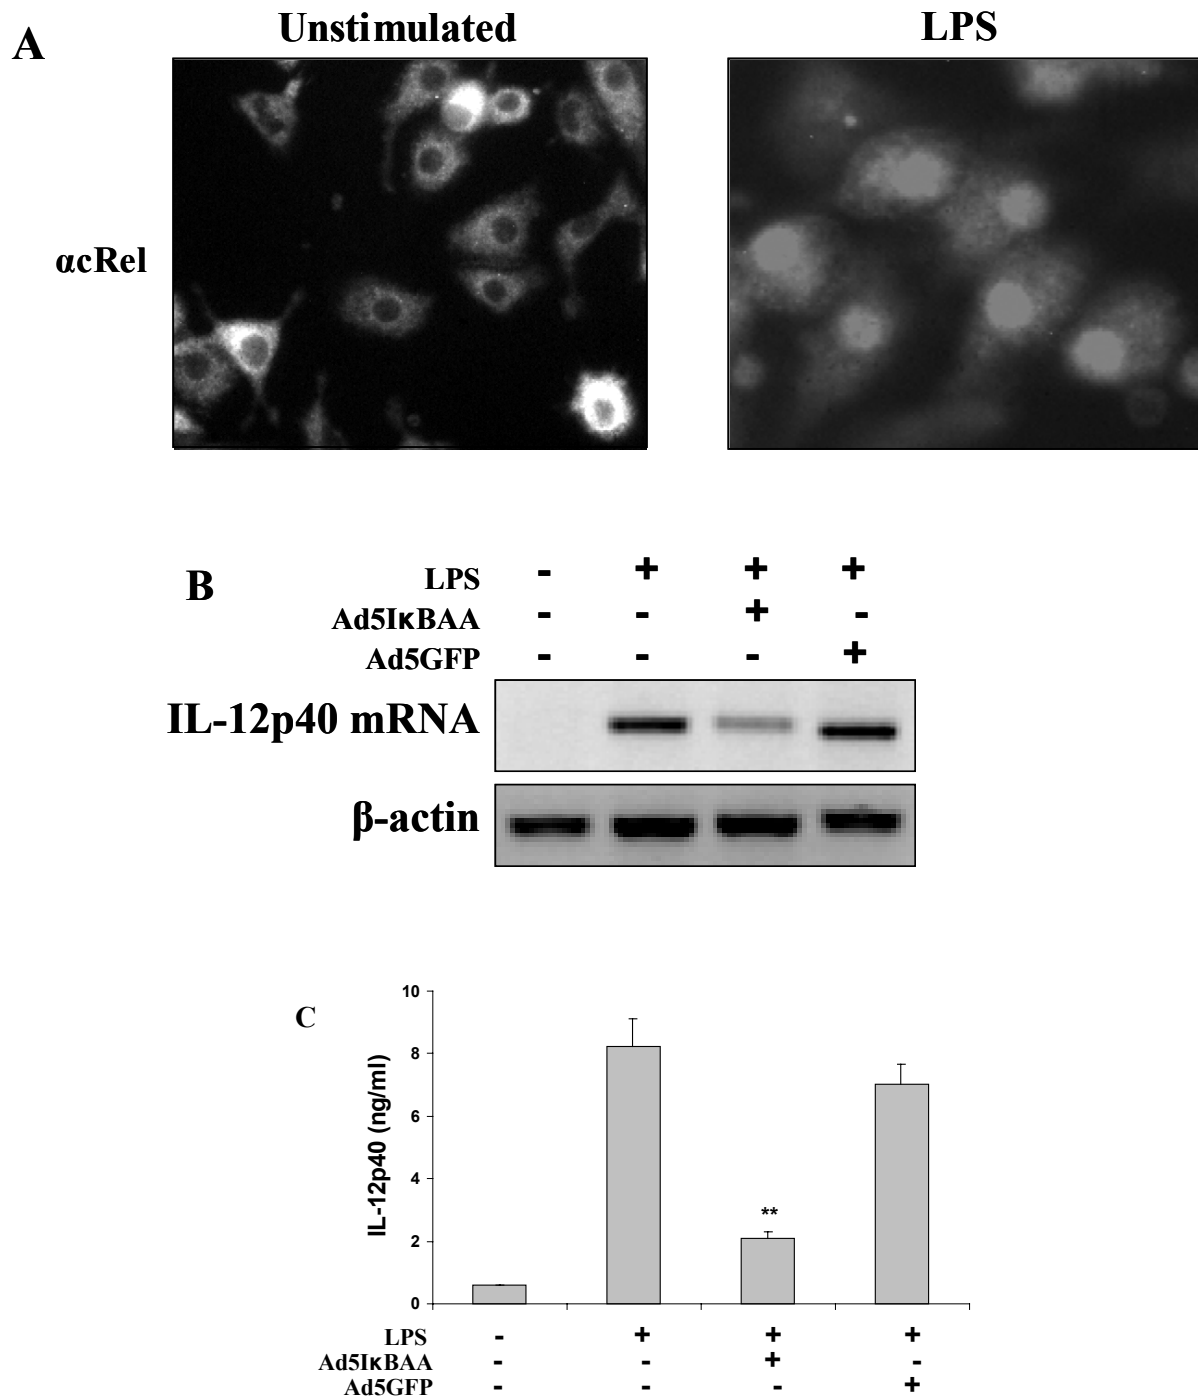 A
Unstimulated
LPS
αcRel
B
LPS - + + +
Ad5IκBAA - - + -
Ad5GFP - - - +
IL-12p40 mRNA
β-actin
C
10
8
6
4
2
0
IL-12p40 (ng/ml)
**
LPS - + + +
Ad5IκBAA - - + -
Ad5GFP - - - +